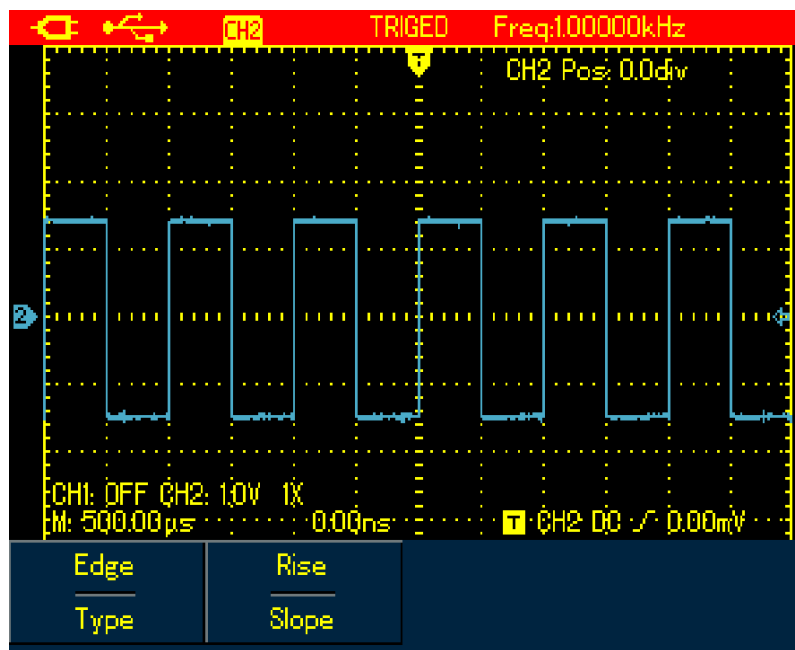 CH2 TRIGED Freq:1.00000kHz
T
CH2 Pos: 0.0div
2
CH1: OFF CH2: 1.0V 1X
M: 500.00μs 0.00ns T CH2 DC 0.00mV
Edge Rise
Type Slope